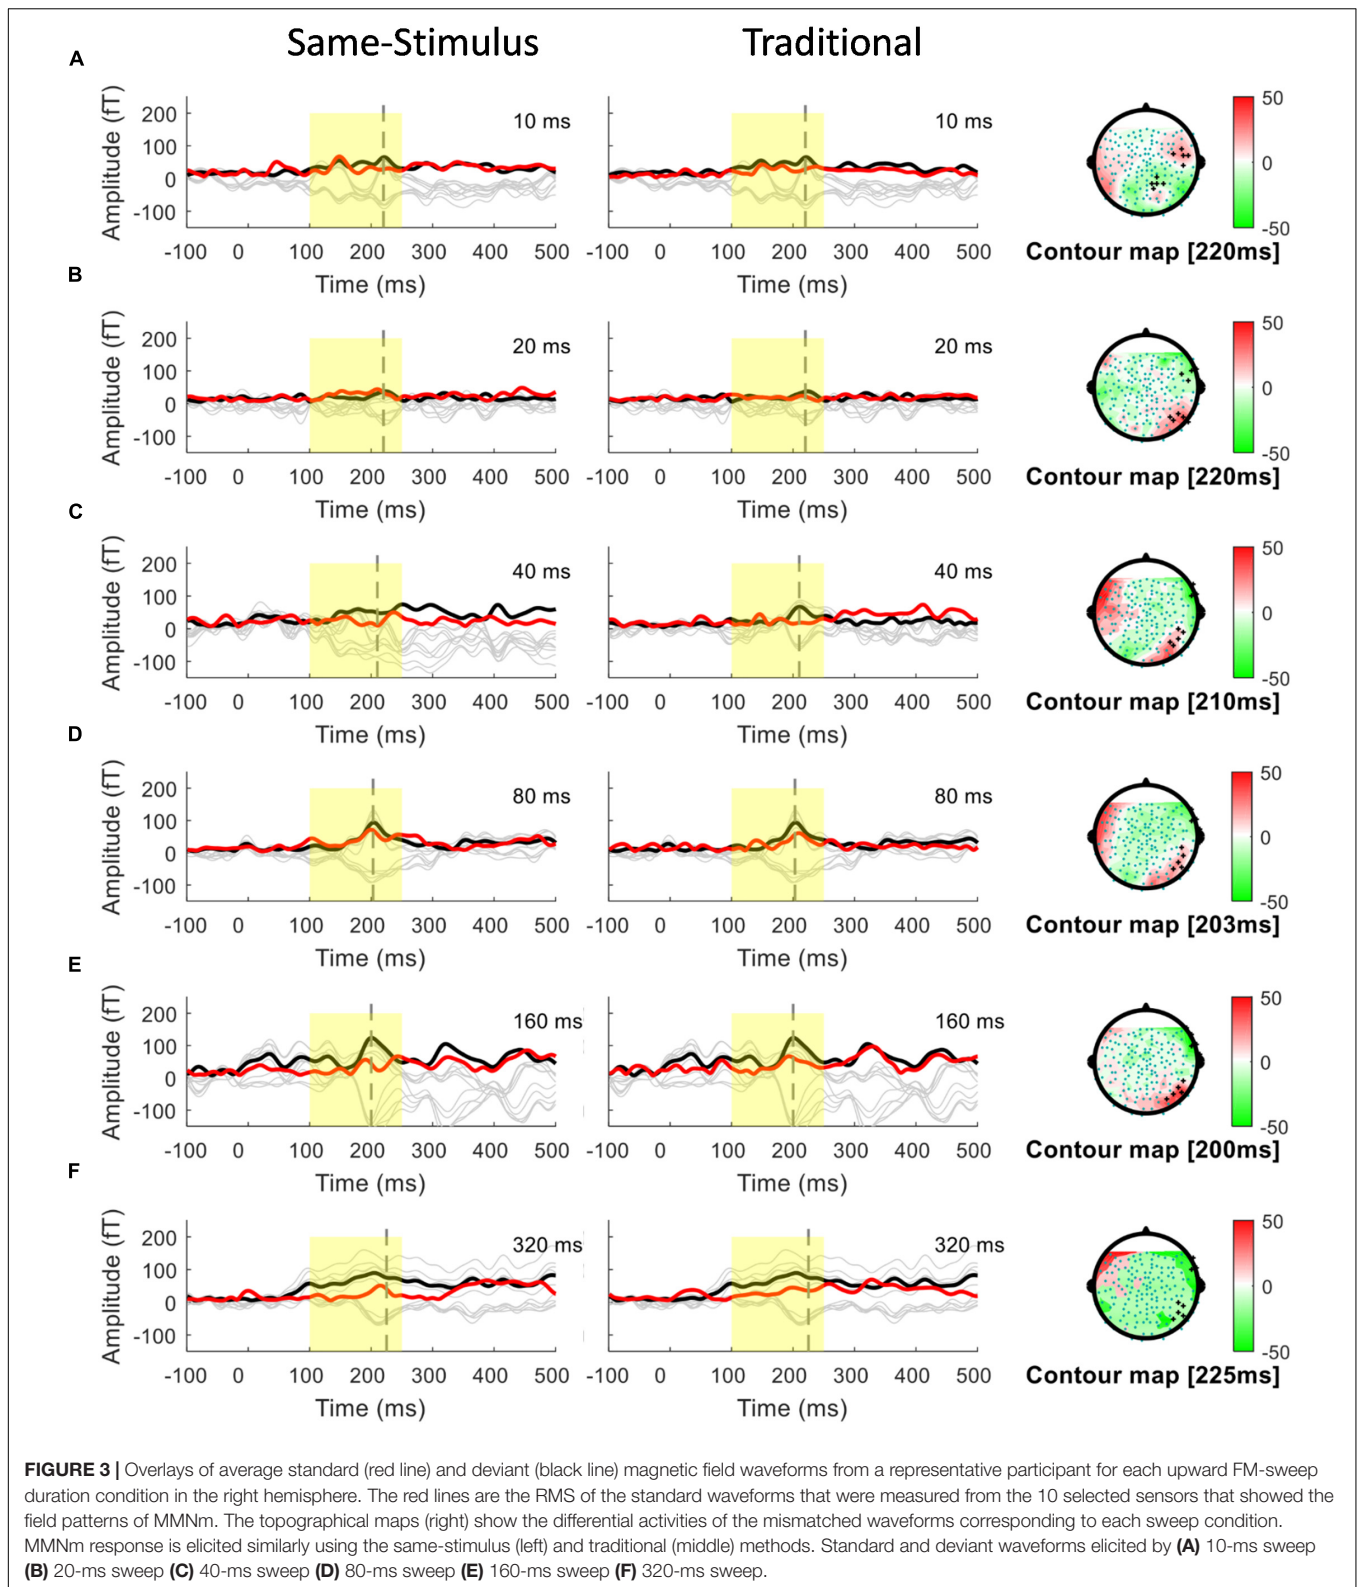 Same-Stimulus Traditional
A
Amplitude (fT)
200
100
0
-100
10 ms
10 ms
50
0
-50
-100 0 100 200 300 400 500
-100 0 100 200 300 400 500
Contour map [220ms]
Time (ms)
Time (ms)
B
Amplitude (fT)
200
100
0
-100
20 ms
20 ms
50
0
-50
-100 0 100 200 300 400 500
-100 0 100 200 300 400 500
Contour map [220ms]
Time (ms)
Time (ms)
C
Amplitude (fT)
200
100
0
-100
40 ms
40 ms
50
0
-50
-100 0 100 200 300 400 500
-100 0 100 200 300 400 500
Contour map [210ms]
Time (ms)
Time (ms)
D
Amplitude (fT)
200
100
0
-100
80 ms
80 ms
50
0
-50
-100 0 100 200 300 400 500
-100 0 100 200 300 400 500
Contour map [203ms]
Time (ms)
Time (ms)
E
Amplitude (fT)
200
100
0
-100
160 ms
160 ms
50
0
-50
-100 0 100 200 300 400 500
-100 0 100 200 300 400 500
Contour map [200ms]
Time (ms)
Time (ms)
F
Amplitude (fT)
200
100
0
-100
320 ms
320 ms
50
0
-50
-100 0 100 200 300 400 500
-100 0 100 200 300 400 500
Contour map [225ms]
Time (ms)
Time (ms)
FIGURE 3 | Overlays of average standard (red line) and deviant (black line) magnetic field waveforms from a representative participant for each upward FM-sweep
duration condition in the right hemisphere. The red lines are the RMS of the standard waveforms that were measured from the 10 selected sensors that showed the
field patterns of MMNm. The topographical maps (right) show the differential activities of the mismatched waveforms corresponding to each sweep condition.
MMNm response is elicited similarly using the same-stimulus (left) and traditional (middle) methods. Standard and deviant waveforms elicited by (A) 10-ms sweep
(B) 20-ms sweep (C) 40-ms sweep (D) 80-ms sweep (E) 160-ms sweep (F) 320-ms sweep.